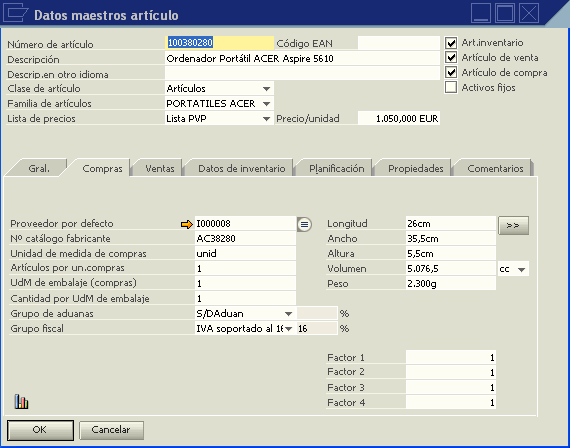 Datos maestros artículo
Número de artículo 100380280 Código EAN
Art.inventario
Descripción Ordenador Portátil ACER Aspire 5610
Artículo de venta
Descrip.en otro idioma
Artículo de compra
Clase de artículo Artículos
Activos fijos
Familia de artículos PORTATILES ACER
Lista de precios Lista PVP Precio/unidad 1.050,000 EUR
Gral. Compras Ventas Datos de inventario Planificación Propiedades Comentarios
Proveedor por defecto I000008 Longitud 26cm >>
Nº catálogo fabricante AC38280 Ancho 35,5cm
Unidad de medida de compras unid Altura 5,5cm
Artículos por un.compras 1 Volumen 5.076,5 cc
UdM de embalaje (compras) 1 Peso 2.300g
Cantidad por UdM de embalaje 1
Grupo de aduanas S/DAduan %
Grupo fiscal IVA soportado al 16 16 %
Factor 1 1
Factor 2 1
Factor 3 1
Factor 4 1
OK Cancelar